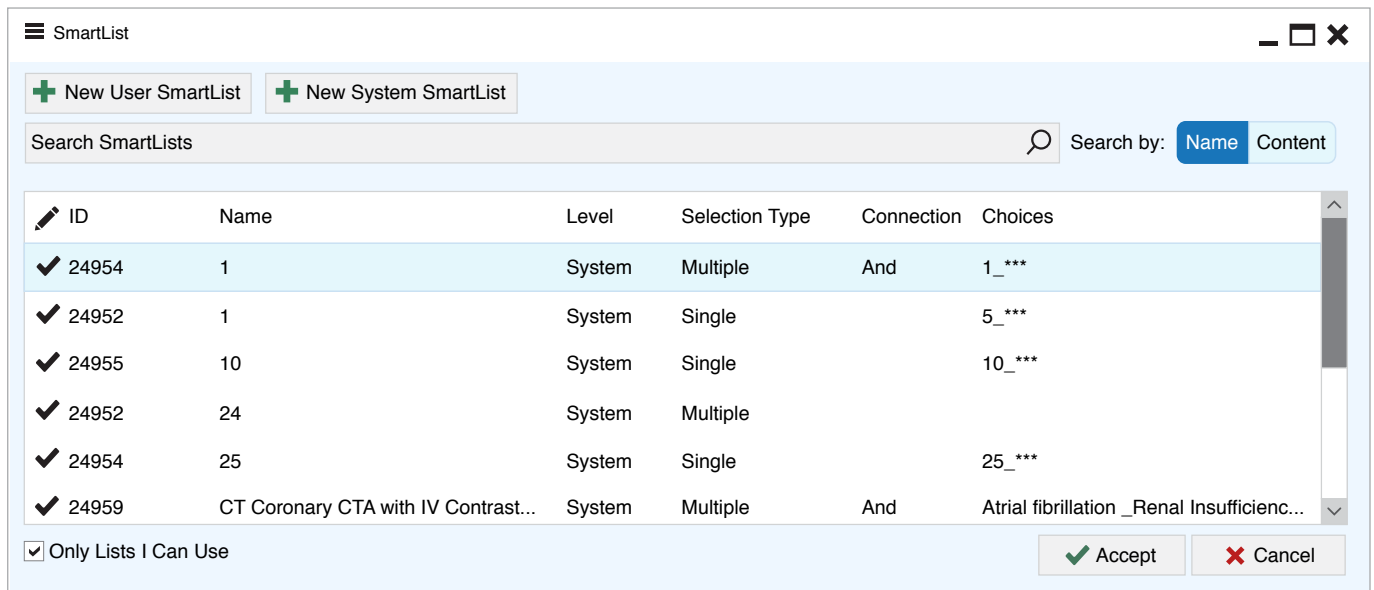 SmartList
New User SmartList New System SmartList
Search SmartLists Search by: Name Content
ID Name Level Selection Type Connection Choices
24954 1 System Multiple And 1_***
24952 1 System Single 5_***
24955 10 System Single 10_***
24952 24 System Multiple
24954 25 System Single 25_***
24959 CT Coronary CTA with IV Contrast... System Multiple And Atrial fibrillation _Renal Insufficienc...
Only Lists I Can Use Accept Cancel